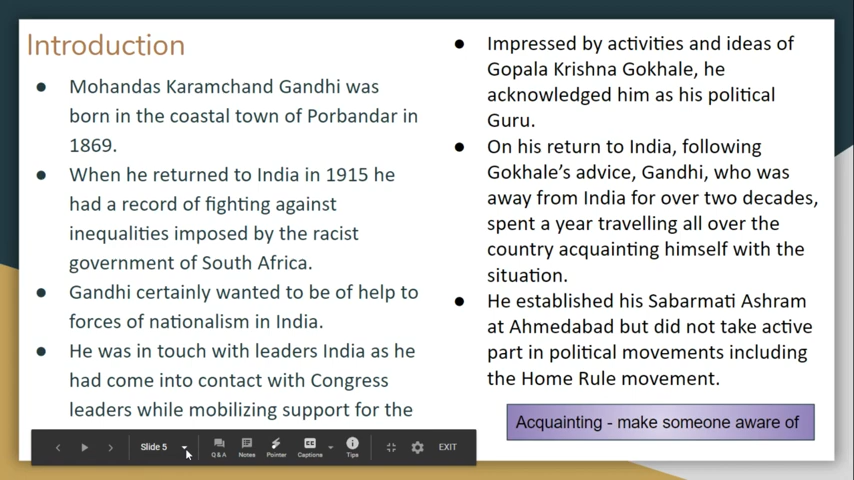 Introduction
● Mohandas Karamchand Gandhi was
born in the coastal town of Porbandar in
1869.
● When he returned to India in 1915 he
had a record of fighting against
inequalities imposed by the racist
government of South Africa.
● Gandhi certainly wanted to be of help to
forces of nationalism in India.
● He was in touch with leaders India as he
had come into contact with Congress
leaders while mobilizing support for the
● Impressed by activities and ideas of
Gopala Krishna Gokhale, he
acknowledged him as his political
Guru.
● On his return to India, following
Gokhale's advice, Gandhi, who was
away from India for over two decades,
spent a year travelling all over the
country acquainting himself with the
situation.
● He established his Sabarmati Ashram
at Ahmedabad but did not take active
part in political movements including
the Home Rule movement.
Acquainting - make someone aware of
Slide 5
Q & A
Notes
Pointer
Captions
Tips
EXIT